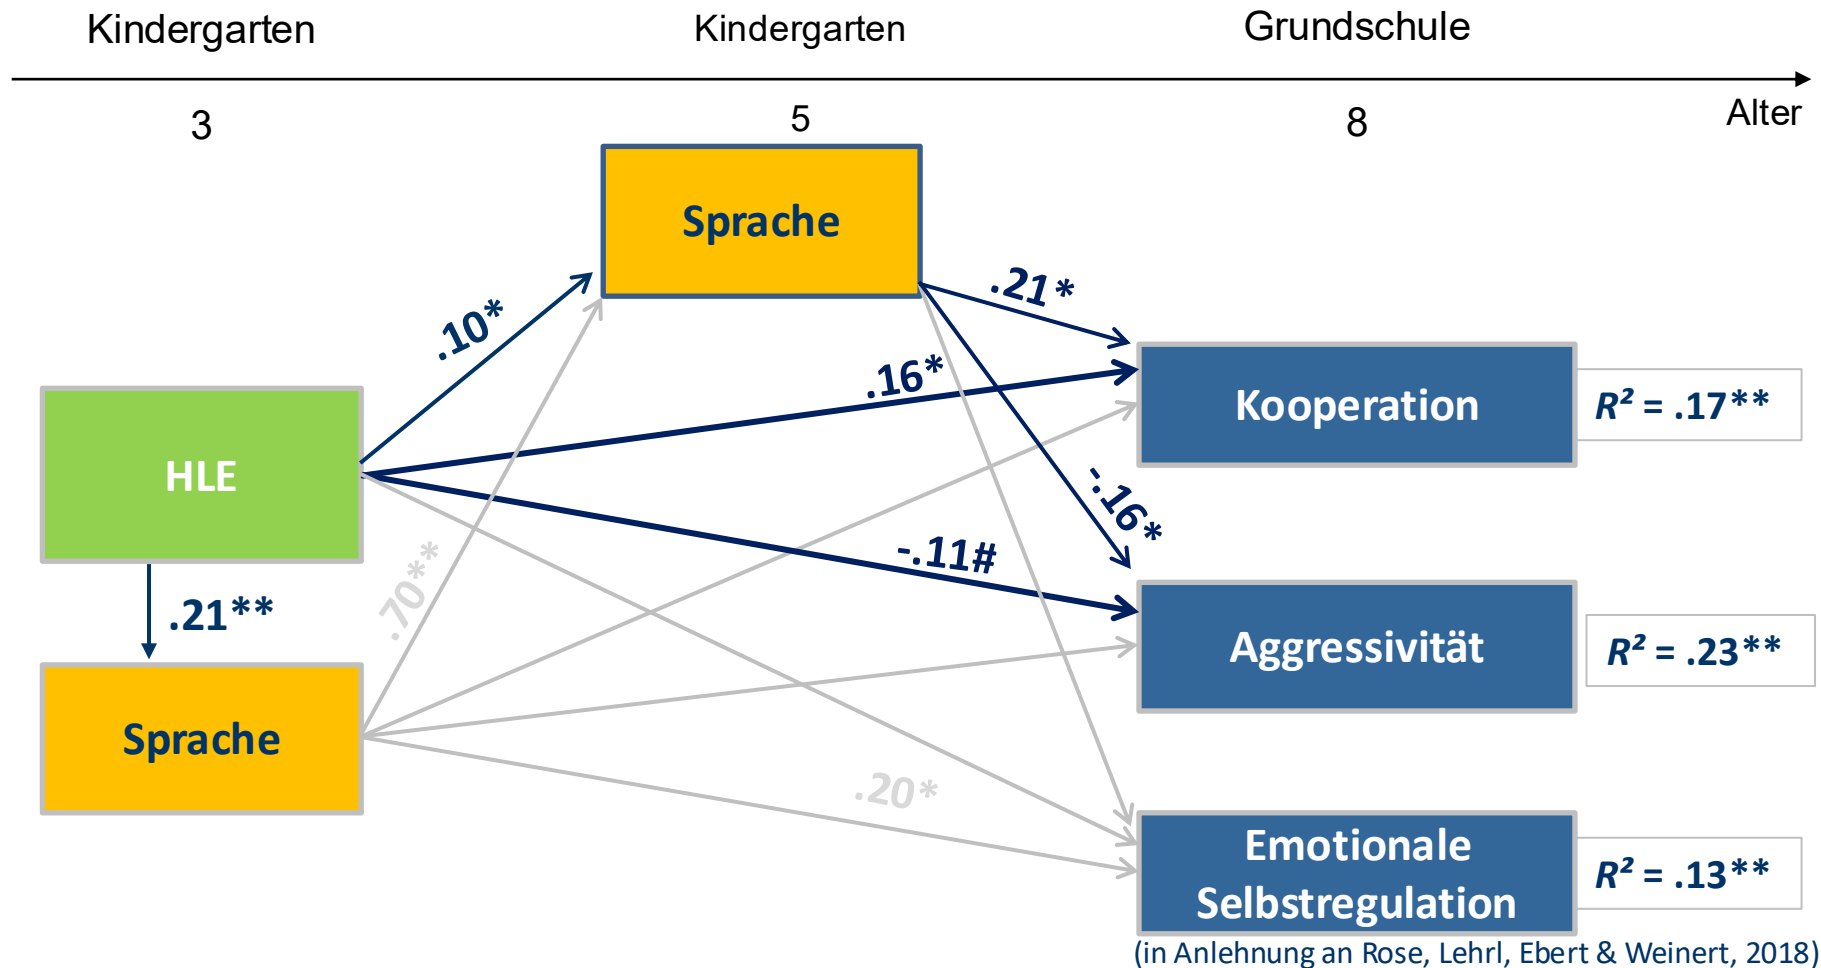 Kindergarten
Kindergarten
Grundschule
3
5
8
Alter
Sprache
.10*
.21*
.16*
Kooperation
R² = .17**
HLE
-.16*
-.11#
.70**
.21**
Aggressivität
R² = .23**
Sprache
.20*
Emotionale
Selbstregulation
R² = .13**
(in Anlehnung an Rose, Lehrl, Ebert & Weinert, 2018)